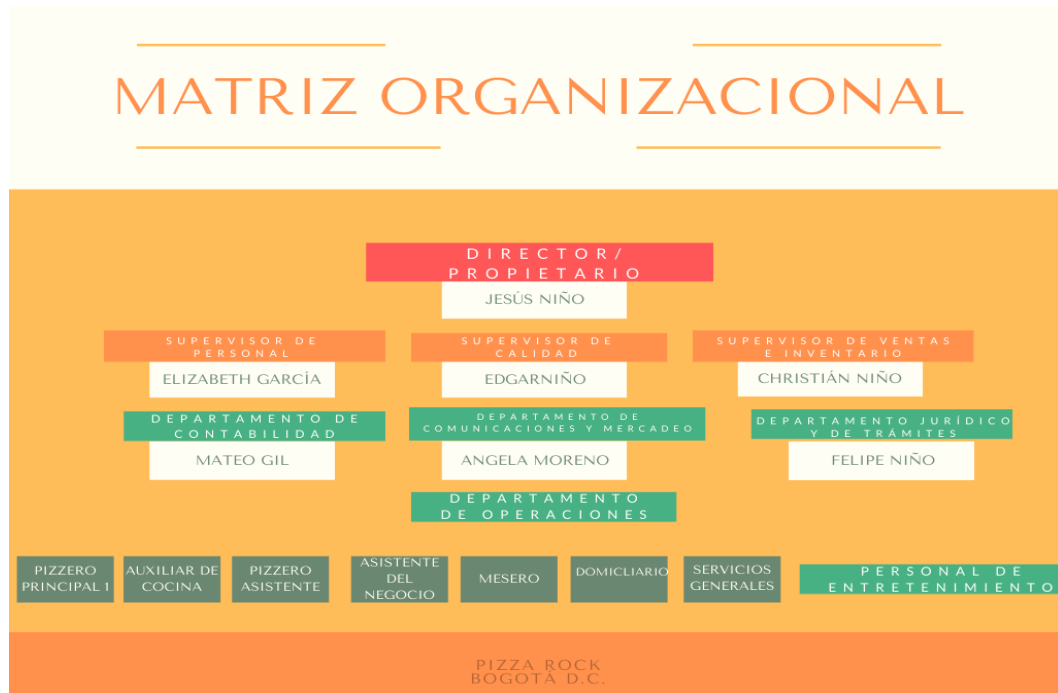 MATRIZ ORGANIZACIONAL
DIRECTOR/
PROPIETARIO
JESÚS NIÑO
SUPERVISOR DE
PERSONAL
ELIZABETH GARCÍA
SUPERVISOR DE
CALIDAD
EDGARNIÑO
SUPERVISOR DE VENTAS
E INVENTARIO
CHRISTIÁN NIÑO
DEPARTAMENTO DE
CONTABILIDAD
MATEO GIL
DEPARTAMENTO DE
COMUNICACIONES Y MERCADEO
ANGELA MORENO
DEPARTAMENTO JURÍDICO
Y DE TRÁMITES
FELIPE NIÑO
DEPARTAMENTO
DE OPERACIONES
PIZZERO
PRINCIPAL 1
AUXILIAR DE
COCINA
PIZZERO
ASISTENTE
ASISTENTE
DEL
NEGOCIO
MESERO
DOMICLIARIO
SERVICIOS
GENERALES
PERSONAL DE
ENTRETENIMIENTO
PIZZA ROCK
BOGOTÁ D.C.